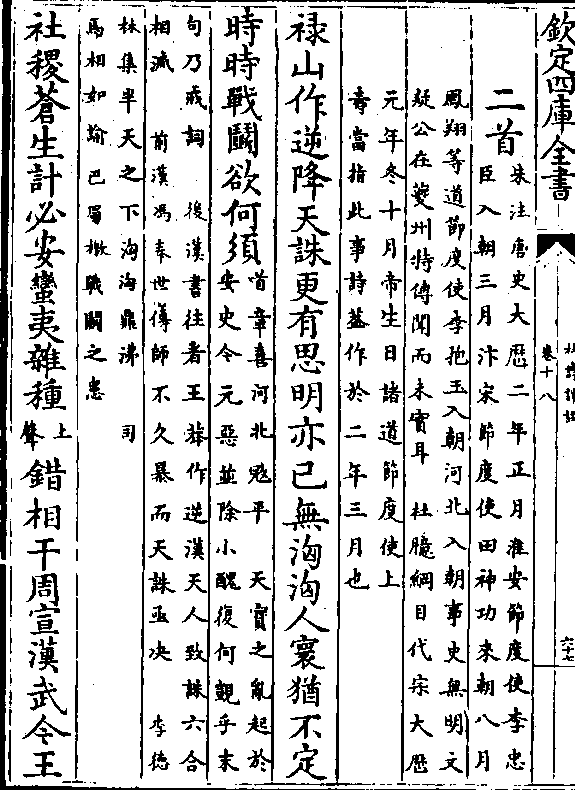 欽定四庫全書
杜詩詳註
卷十八
六十七
二首
朱注唐史大厯二年正月淮安節度使李忠
臣入朝三月汴宋節度使田神功來朝八月
鳳翔等道節度使李抱玉入朝河北入朝事史無明文
疑公在夔州特傳聞而未實耳　杜臆綱目代宗大厯
元年冬十月帝生日諸道節度使上
壽當指此事詩葢作於二年三月也
禄山作逆降天誅更有思明亦已無洶洶人寰猶不定
時時戰鬭欲何須
首章喜河北平　天寳之亂起於
安史今元惡並除小醜復何覬乎末
句乃戒詞　後漢書往者王莽作逆漢天人致誅六合
相滅　前漢馮奉世傳師不久暴而天誅亟决　李德
林集半天之下洶洶鼎沸　司
馬相如諭巴蜀檄戰鬭之患
社稷蒼生計必安蠻夷雜種上聲錯相干周宣漢武今王